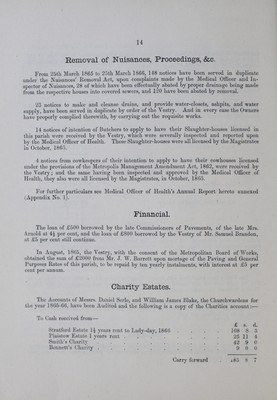 14
Removal of Nuisances, Proceedings, &c.
From 25th March 1865 to 25th March 1866, 148 notices have been served in duplicate
under the Nuisances' Removal Act, upon complaints made by the Medical Officer and In-
spector of Nuisances, 28 of which have been effectually abated by proper drainage being made
from the respective houses into covered sewers, and 120 have been abated by removal.
23 notices to make and cleanse drains, and provide water-closets, ashpits, and water
supply, have been served in duplicate by order of the Vestry. And in every case the Owners
have properly complied therewith, by carrying out the requisite works.
14 notices of intention of Butchers to apply to have their Slaughter-houses licensed in
this parish were received by the Vestry, which were severally inspected and reported upon
by the Medical Officer of Health. These Slaughter-houses were all licensed by the Magistrates
in October, 1865.
4 notices from cowkeepers of their intention to apply to have their cowhouses licensed
under the provisions of the Metropolis Management Amendment Act, 1862, were received by
the Vestry; and the same having been inspected and approved by the Medical Officer of
Health, they also were all licensed by the Magistrates, in October, 1865.
For further particulars see Medical Officer of Health's Annual Report hereto annexed
(Appendix No. 1).
Financial.
The loan of £500 borrowed by the late Commissioners of Pavements, of the late Mrs.
Arnold at 4½ per cent, and the loan of £800 borrowed by the Vestry of Mr. Samuel Brandon,
at £5 per cent still continue.
In August, 1865, the Vestry, with the consent of the Metropolitan Board of Works,
obtained the sum of £2000 from Mr. J. W. Barrett upon mortgage of the Paving and General
Purposes Rates of this parish, to be repaid by ten yearly instalments, with interest at £5 per
cent per annum.
Charity Estates.
The Accounts of Messrs. Daniel Seely, and William James Blake, the Churchwardens for
the year 1865-66, have been Audited and the following is a copy of the Charities account:—
To Cash received from—
£ s. d.
Stratford Estate 1½ years rent to Lady-day, 1866 108 8 3
Plaistow Estate 1 years rent 25 11 4
Smith's Charity 42 0 0
Bennett's Charity 9 0 0
Carry forward